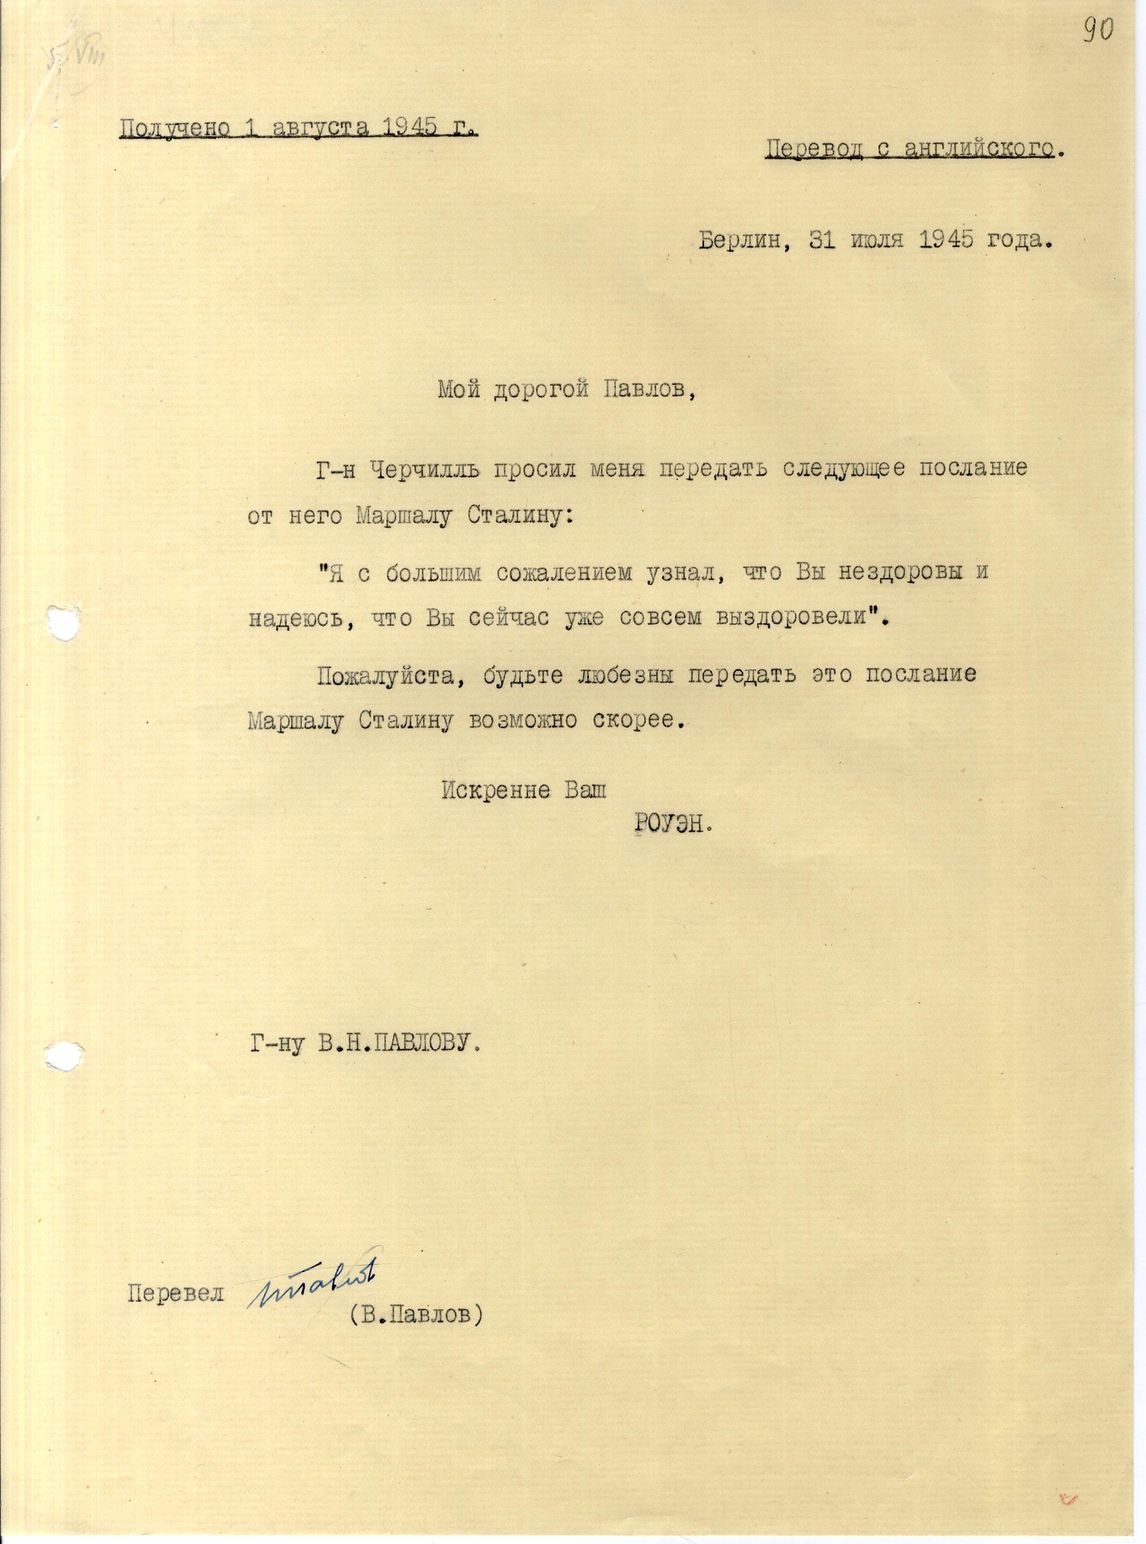 90
Получено 1 августа 1945 г.
Перевод с английского.
Берлин, 31 июля 1945 года.
Мой дорогой Павлов,
Г-н Черчилль просил меня передать следующее послание
от него Маршалу Сталину:
"Я с большим сожалением узнал, что Вы нездоровы и
надеюсь, что Вы сейчас уже совсем выздоровели".
Пожалуйста, будьте любезны передать это послание
Маршалу Сталину возможно скорее.
Искренне Ваш
РОУЭН.
Г-ну В.Н.ПАВЛОВУ.
Перевел
(В.Павлов)